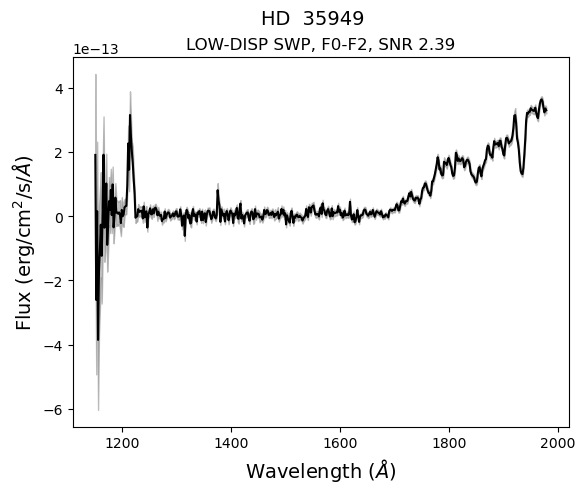 HD  35949
LOW-DISP SWP, F0-F2, SNR 2.39
1e−13
4
2
0
−2
−4
−6
Flux (erg/cm²/s/Å)
1200
1400
1600
1800
2000
Wavelength (Å)